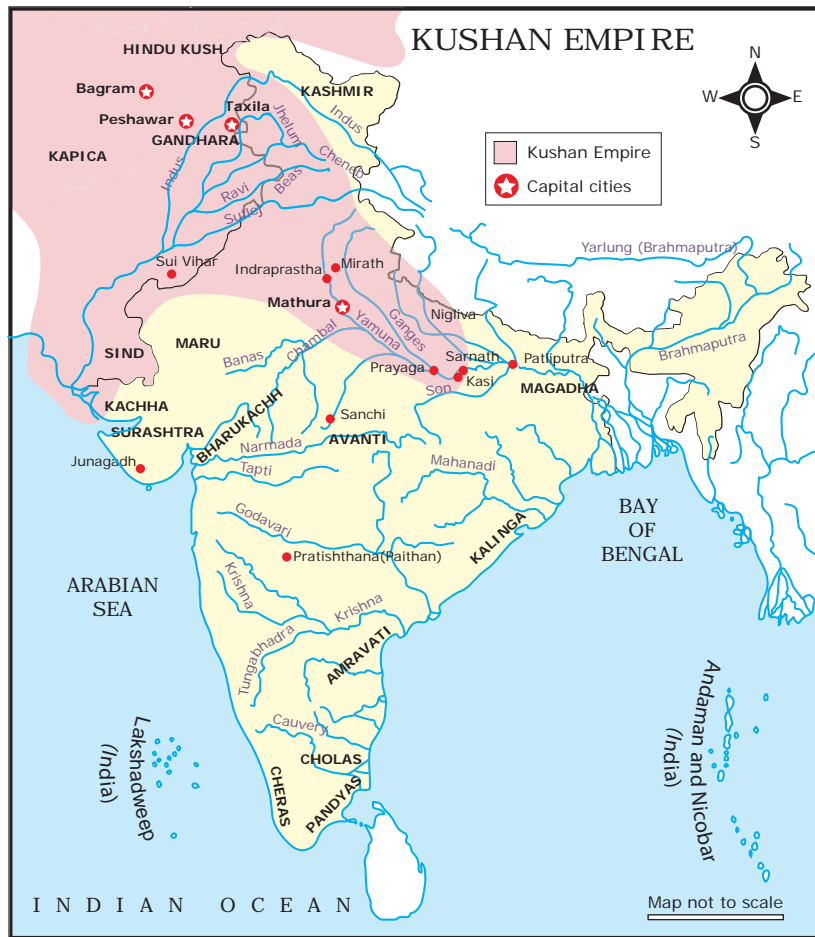 KUSHAN EMPIRE
HINDU KUSH
N
W
E
S
Bagram
KASHMIR
Taxila
Indus
Peshawar
Jhelum
GANDHARA
Kushan Empire
Capital cities
KAPICA
Indus
Cheneb
Ravi
Beas
Sutlej
Yarlung (Brahmaputra)
Sui Vihar
Mirath
Indraprastha
Mathura
Nigliva
Ganges
Yamuna
Chambal
MARU
SIND
Banas
Brahmaputra
Sarnath
Patliputra
Prayaga
Kasi
Son
MAGADHA
KACHHA
BHARUKACHH
Sanchi
SURASHTRA
AVANTI
Narmada
Junagadh
Tapti
Mahanadi
Godavari
KALINGA
BAY
OF
BENGAL
Pratishthana(Paithan)
ARABIAN
SEA
Krishna
Krishna
Tungabhadra
AMRAVATI
Cauvery
CHOLAS
CHERAS
PANDYAS
Lakshadweep
(India)
Andaman and Nicobar
(India)
INDIAN OCEAN
Map not to scale